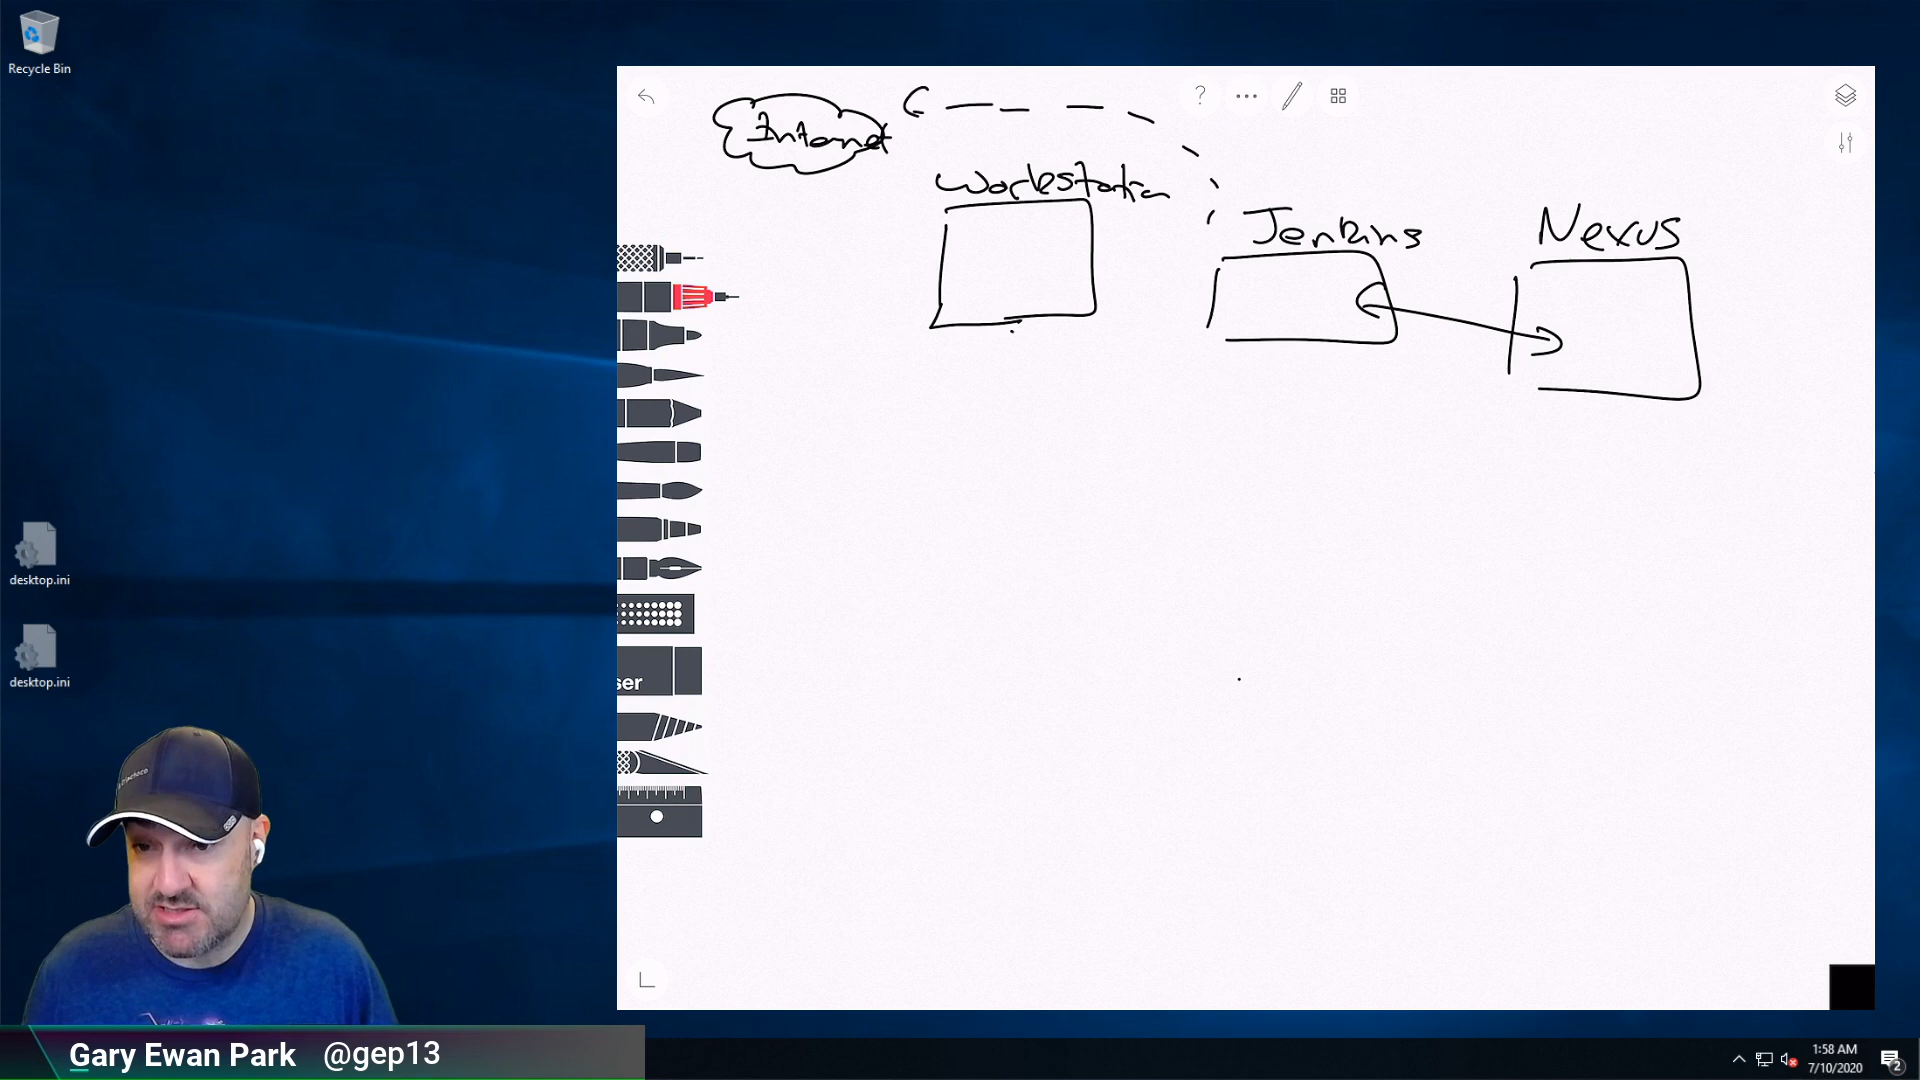 Recycle Bin
Internet
Workstation
Jenkins
Nexus
?
desktop.ini
desktop.ini
ser
Gary Ewan Park @gep13
1:58 AM
7/10/2020
2